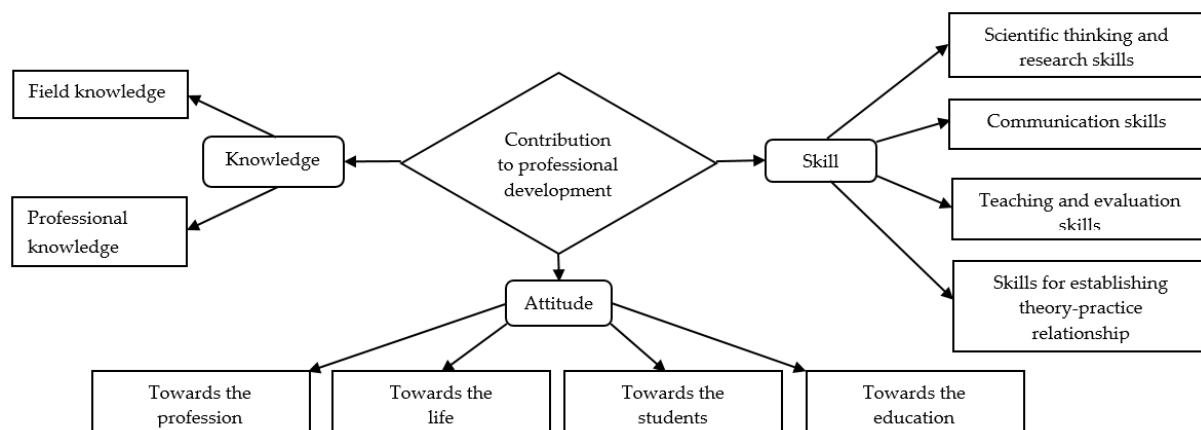 Scientific thinking and
research skills
Field knowledge
Communication skills
Contribution
to professional
development
Knowledge
Skill
Teaching and evaluation
skills
Professional
knowledge
Skills for establishing
theory-practice
relationship
Attitude
Towards the
profession
Towards the
life
Towards the
students
Towards the
education